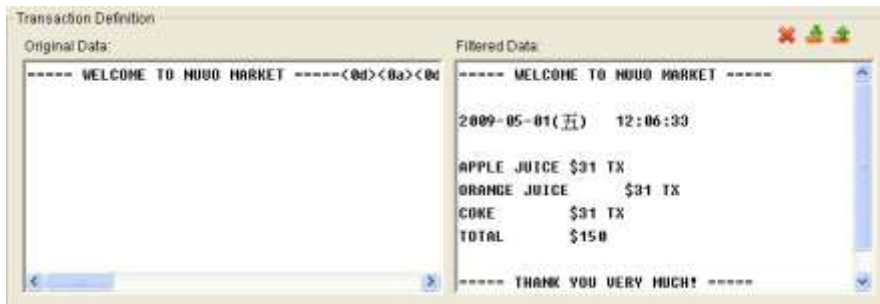 Transaction Definition
Original Data:
Filtered Data:
----- WELCOME TO NUUO MARKET -----<0d><0a><0d
----- WELCOME TO NUUO MARKET -----
2009-05-01(五) 12:06:33
APPLE JUICE $31 TX
ORANGE JUICE $31 TX
COKE $31 TX
TOTAL $150
----- THANK YOU VERY MUCH! -----